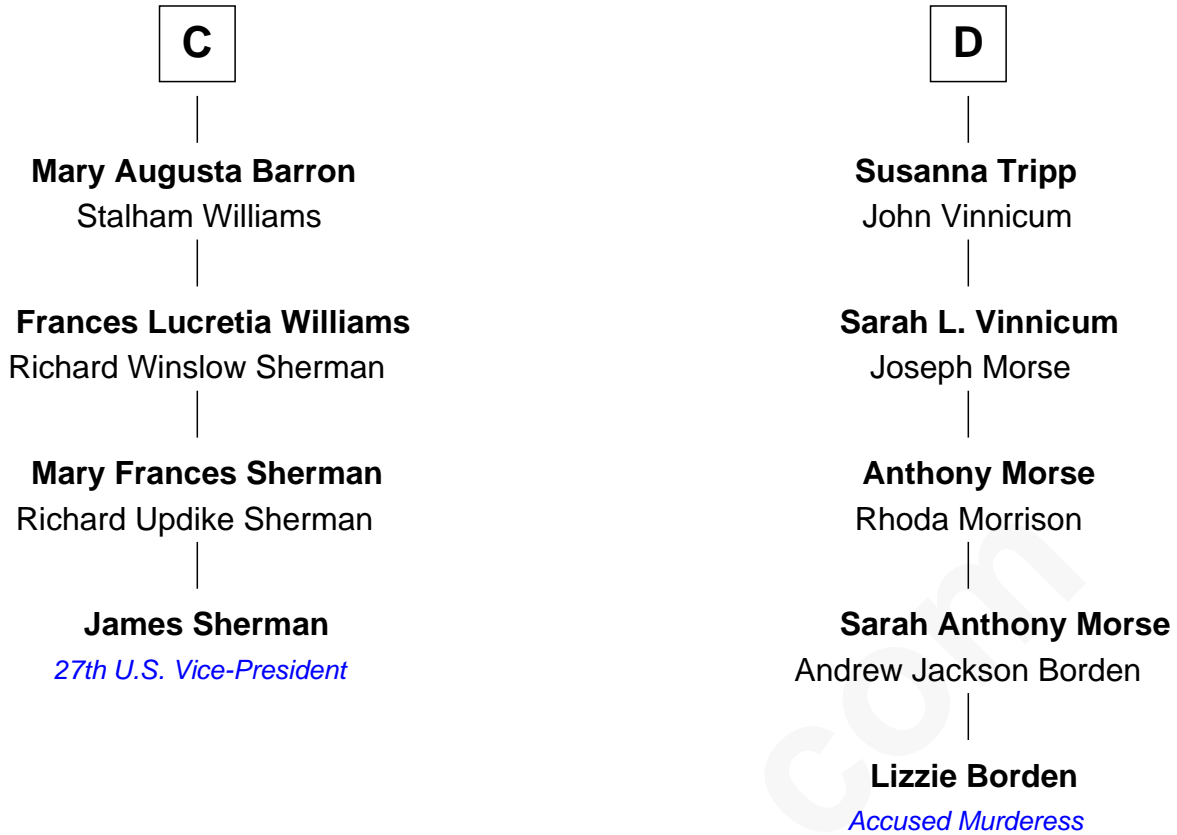 C
Mary Augusta Barron
Stalham Williams
Frances Lucretia Williams
Richard Winslow Sherman
Mary Frances Sherman
Richard Updike Sherman
James Sherman
27th U.S. Vice-President
D
Susanna Tripp
John Vinnicum
Sarah L. Vinnicum
Joseph Morse
Anthony Morse
Rhoda Morrison
Sarah Anthony Morse
Andrew Jackson Borden
Lizzie Borden
Accused Murderess
com